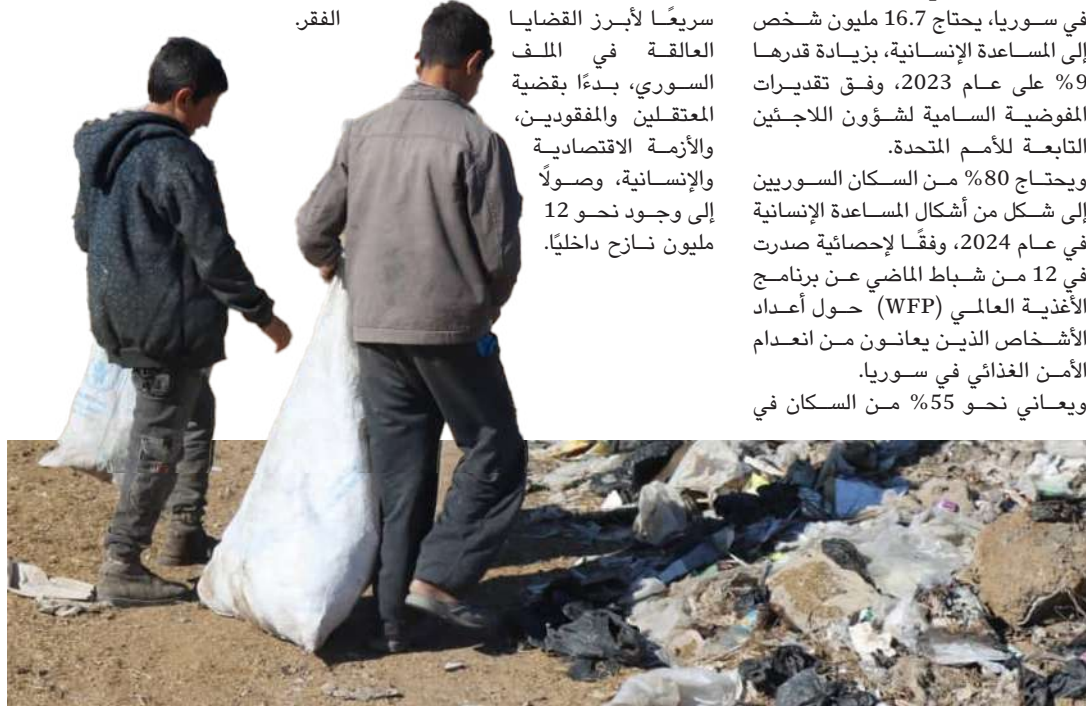 في سوريا، يحتاج 16.7 مليون شخص
إلى المساعدة الإنسانية، بزيادة قدرها
9% على عام 2023، وفق تقديرات
المفوضية السامية لشؤون اللاجئين
التابعة للأمم المتحدة.
ويحتاج 80% من السكان السوريين
إلى شكل من أشكال المساعدة الإنسانية
في عام 2024، وفقًا لإحصائية صدرت
في 12 من شباط الماضي عن برنامج
الأغذية العالمي (WFP) حول أعداد
الأشخاص الذين يعانون من انعدام
الأمن الغذائي في سوريا.
ويعاني نحو 55% من السكان في
سريعًا لأبرز القضايا
العالقة في الملف
السوري، بدءًا بقضية
المعتقلين والمفقودين،
والأزمة الاقتصادية
والإنسانية، وصولًا
إلى وجود نحو 12
مليون نازح داخليًا.
الفقر.